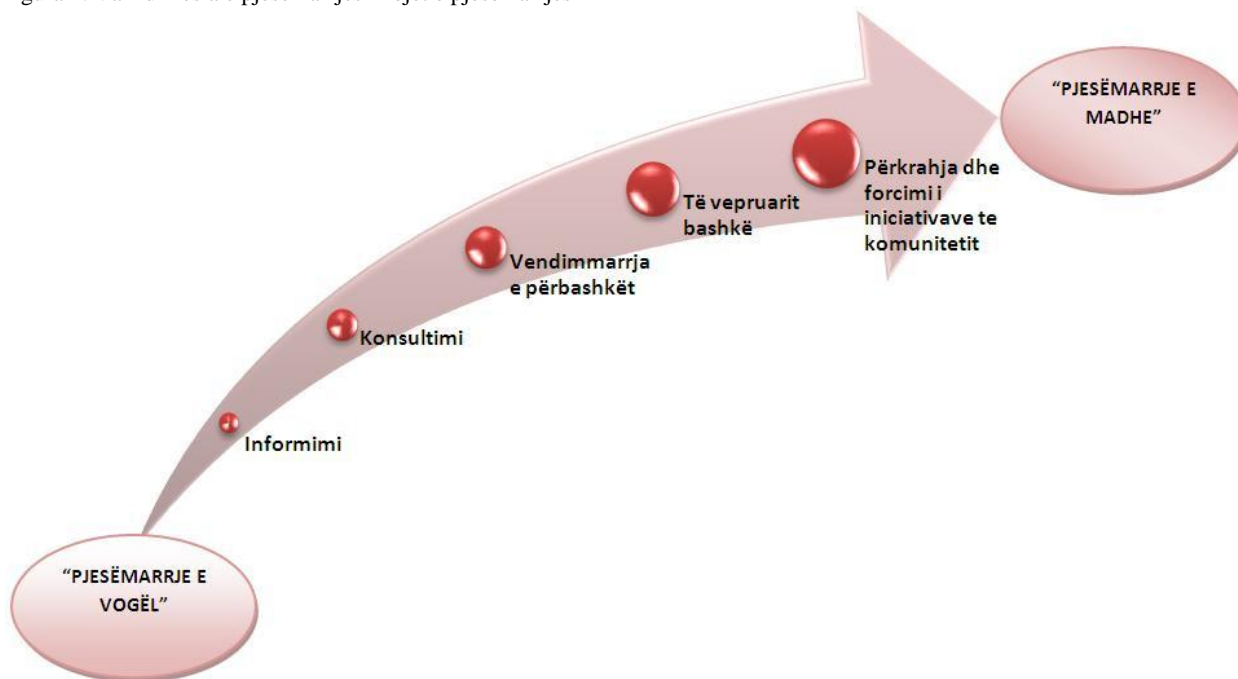 “PJESËMARRJE E
MADHE”
Përkrahja dhe
forcimi i
iniciativave te
komunitetit
Të vepruarit
bashkë
Vendimmarrja
e përbashkët
Konsultimi
Informimi
“PJESËMARRJE E
VOGËL”